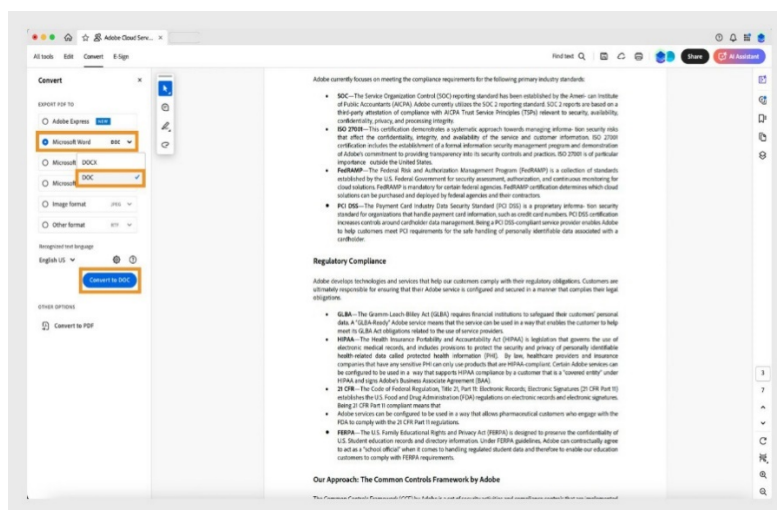 Adobe Cloud Serv...
All tools Edit Convert E-Sign
Find text
Share
AI Assistant
Convert
EXPORT PDF TO
Adobe Express NEW
Microsoft Word DOC
Microsoft DOCX
DOC
Microsoft
Image format JPEG
Other format RTF
Recognized text language
English US
Convert to DOC
OTHER OPTIONS
Convert to PDF
Adobe currently focuses on meeting the compliance requirements for the following primary industry standards:
• SOC—The Service Organization Control (SOC) reporting standard has been established by the Ameri- can Institute
of Public Accountants (AICPA). Adobe currently utilizes the SOC 2 reporting standard. SOC 2 reports are based on a
third-party attestation of compliance with AICPA Trust Service Principles (TSPs) relevant to security, availability,
confidentiality, privacy, and processing integrity.
• ISO 27001—This certification demonstrates a systematic approach towards managing informa- tion security risks
that affect the confidentiality, integrity, and availability of the service and customer information. ISO 27001
certification includes the establishment of a formal information security management program and demonstration
of Adobe's commitment to providing transparency into its security controls and practices. ISO 27001 is of particular
importance outside the United States.
• FedRAMP—The Federal Risk and Authorization Management Program (FedRAMP) is a collection of standards
established by the U.S. Federal Government for security assessment, authorization, and continuous monitoring for
cloud solutions. FedRAMP is mandatory for certain federal agencies. FedRAMP certification determines which cloud
solutions can be purchased and deployed by federal agencies and their contractors.
• PCI DSS—The Payment Card Industry Data Security Standard (PCI DSS) is a proprietary informa- tion security
standard for organizations that handle payment card information, such as credit card numbers. PCI DSS certification
increases controls around cardholder data management. Being a PCI DSS-compliant service provider enables Adobe
to help customers meet PCI requirements for the safe handling of personally identifiable data associated with a
cardholder.
Regulatory Compliance
Adobe develops technologies and services that help our customers comply with their regulatory obligations. Customers are
ultimately responsible for ensuring that their Adobe service is configured and secured in a manner that complies their legal
obligations.
• GLBA—The Gramm-Leach-Bliley Act (GLBA) requires financial institutions to safeguard their customers' personal
data. A "GLBA-Ready" Adobe service means that the service can be used in a way that enables the customer to help
meet its GLBA Act obligations related to the use of service providers.
• HIPAA—The Health Insurance Portability and Accountability Act (HIPAA) is legislation that governs the use of
electronic medical records, and includes provisions to protect the security and privacy of personally identifiable
health-related data called protected health information (PHI). By law, healthcare providers and insurance
companies that have any sensitive PHI can only use products that are HIPAA-compliant. Certain Adobe services can
be configured to be used in a way that supports HIPAA compliance by a customer that is a "covered entity" under
HIPAA and signs Adobe's Business Associate Agreement (BAA).
• 21 CFR—The Code of Federal Regulation, Title 21, Part 11: Electronic Records; Electronic Signatures (21 CFR Part 11)
establishes the U.S. Food and Drug Administration (FDA) regulations on electronic records and electronic signatures.
Being 21 CFR Part 11 compliant means that
• Adobe services can be configured to be used in a way that allows pharmaceutical customers who engage with the
FDA to comply with the 21 CFR Part 11 regulations.
• FERPA—The U.S. Family Educational Rights and Privacy Act (FERPA) is designed to preserve the confidentiality of
U.S. Student education records and directory information. Under FERPA guidelines, Adobe can contractually agree
to act as a "school official" when it comes to handling regulated student data and therefore to enable our education
customers to comply with FERPA requirements.
Our Approach: The Common Controls Framework by Adobe
3
7